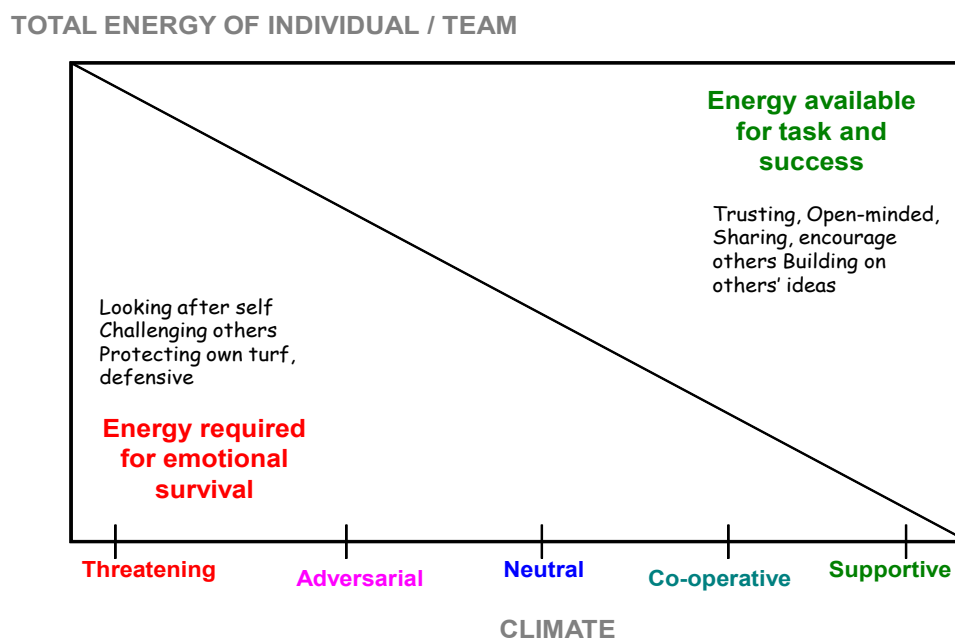 TOTAL ENERGY OF INDIVIDUAL / TEAM
Energy available
for task and
success
Trusting, Open-minded,
Sharing, encourage
others Building on
others’ ideas
Looking after self
Challenging others
Protecting own turf,
defensive
Energy required
for emotional
survival
Threatening
Adversarial
Neutral
Co-operative
Supportive
CLIMATE